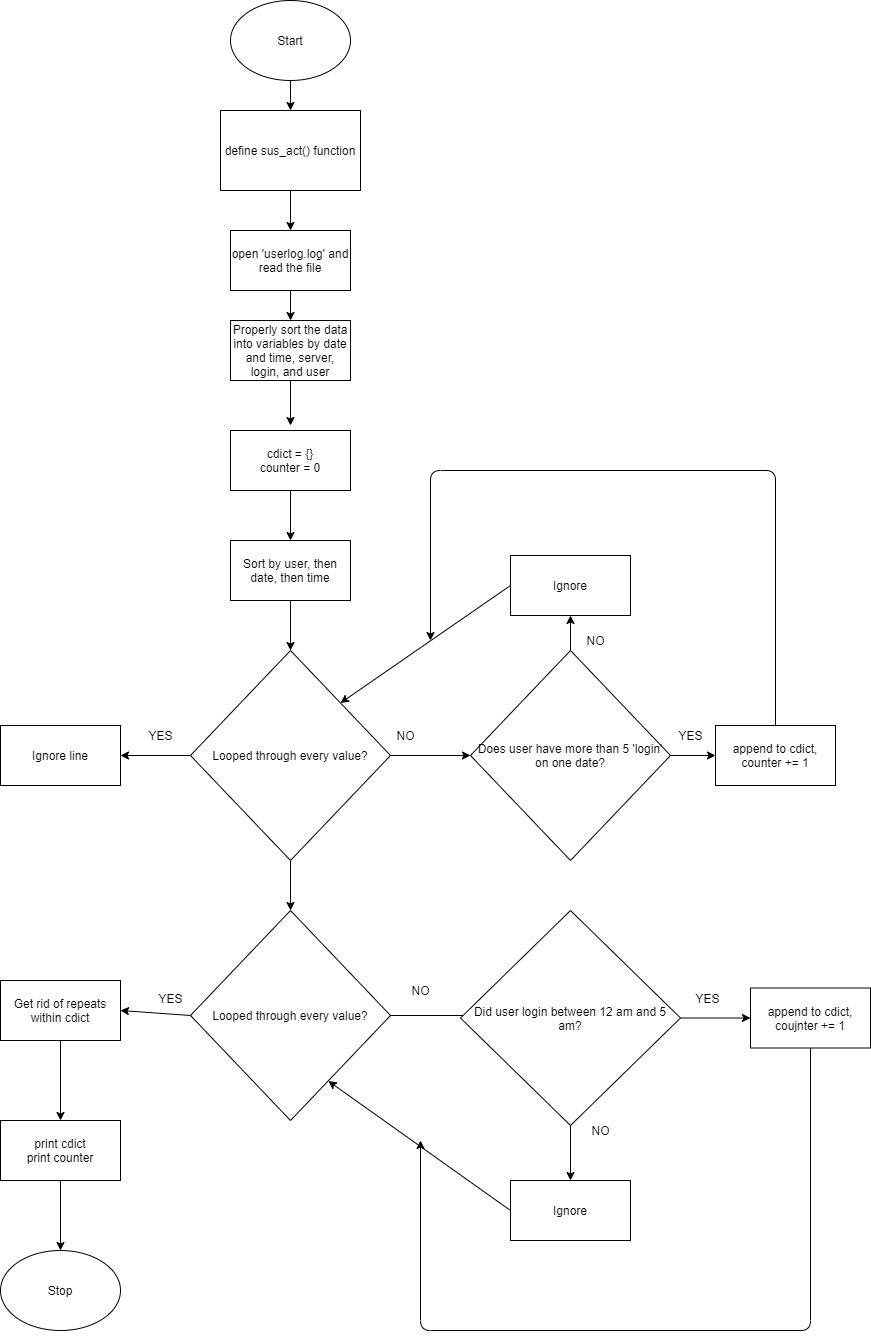 Start
define sus_act() function
open 'userlog.log' and
read the file
Properly sort the data
into variables by date
and time, server,
login, and user
cdict = {}
counter = 0
Sort by user, then
date, then time
Ignore
NO
YES
Ignore line
Looped through every value?
NO
Does user have more than 5 'login'
on one date?
YES
append to cdict,
counter += 1
Get rid of repeats
within cdict
YES
Looped through every value?
NO
Did user login between 12 am and 5
am?
YES
append to cdict,
coujnter += 1
NO
Ignore
print cdict
print counter
Stop